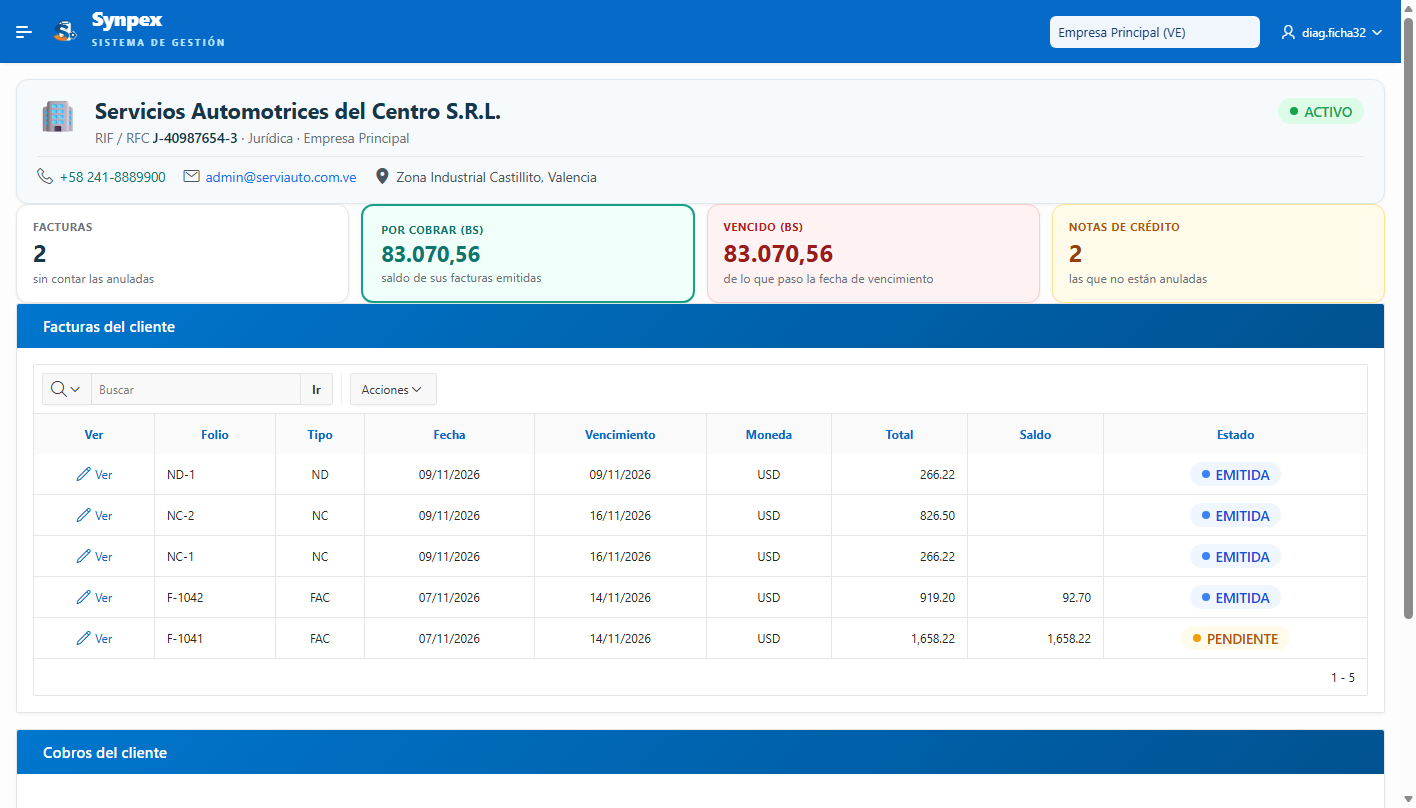 Synpex
SISTEMA DE GESTIÓN
Empresa Principal (VE)
diag.ficha32
Servicios Automotrices del Centro S.R.L.
RIF / RFC J-40987654-3 · Jurídica · Empresa Principal
ACTIVO
+58 241-8889900 admin@serviauto.com.ve Zona Industrial Castillito, Valencia
FACTURAS
2
sin contar las anuladas
POR COBRAR (BS)
83.070,56
saldo de sus facturas emitidas
VENCIDO (BS)
83.070,56
de lo que paso la fecha de vencimiento
NOTAS DE CRÉDITO
2
las que no están anuladas
Facturas del cliente
Buscar Ir Acciones
Ver Folio Tipo Fecha Vencimiento Moneda Total Saldo Estado
Ver ND-1 ND 09/11/2026 09/11/2026 USD 266.22 EMITIDA
Ver NC-2 NC 09/11/2026 16/11/2026 USD 826.50 EMITIDA
Ver NC-1 NC 09/11/2026 16/11/2026 USD 266.22 EMITIDA
Ver F-1042 FAC 07/11/2026 14/11/2026 USD 919.20 92.70 EMITIDA
Ver F-1041 FAC 07/11/2026 14/11/2026 USD 1,658.22 1,658.22 PENDIENTE
1 - 5
Cobros del cliente